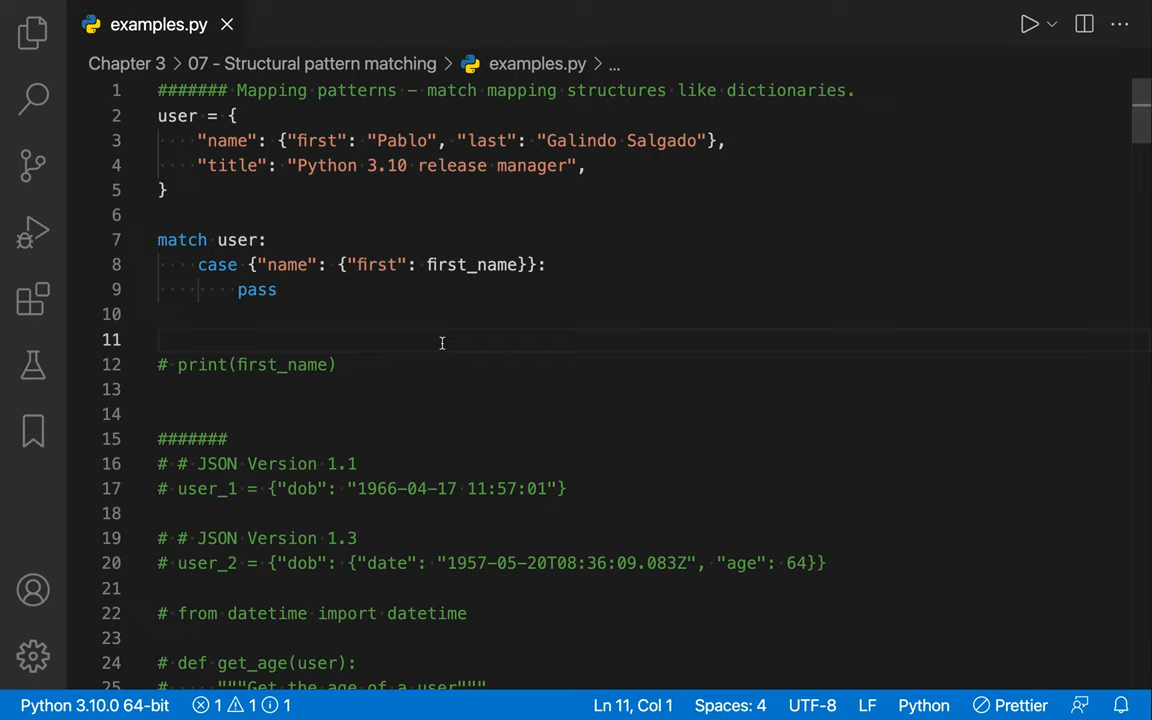 examples.py
Chapter 3 > 07 - Structural pattern matching > examples.py > ...
1 ####### Mapping patterns - match mapping structures like dictionaries.
2 user = {
3 "name": {"first": "Pablo", "last": "Galindo Salgado"},
4 "title": "Python 3.10 release manager",
5 }
6
7 match user:
8 case {"name": {"first": first_name}}:
9 pass
10
11
12 # print(first_name)
13
14
15 #######
16 # # JSON Version 1.1
17 # user_1 = {"dob": "1966-04-17 11:57:01"}
18
19 # # JSON Version 1.3
20 # user_2 = {"dob": {"date": "1957-05-20T08:36:09.083Z", "age": 64}}
21
22 # from datetime import datetime
23
24 # def get_age(user):
25 # """Get the age of a user"""
Python 3.10.0 64-bit 1 1 1 Ln 11, Col 1 Spaces: 4 UTF-8 LF Python Prettier